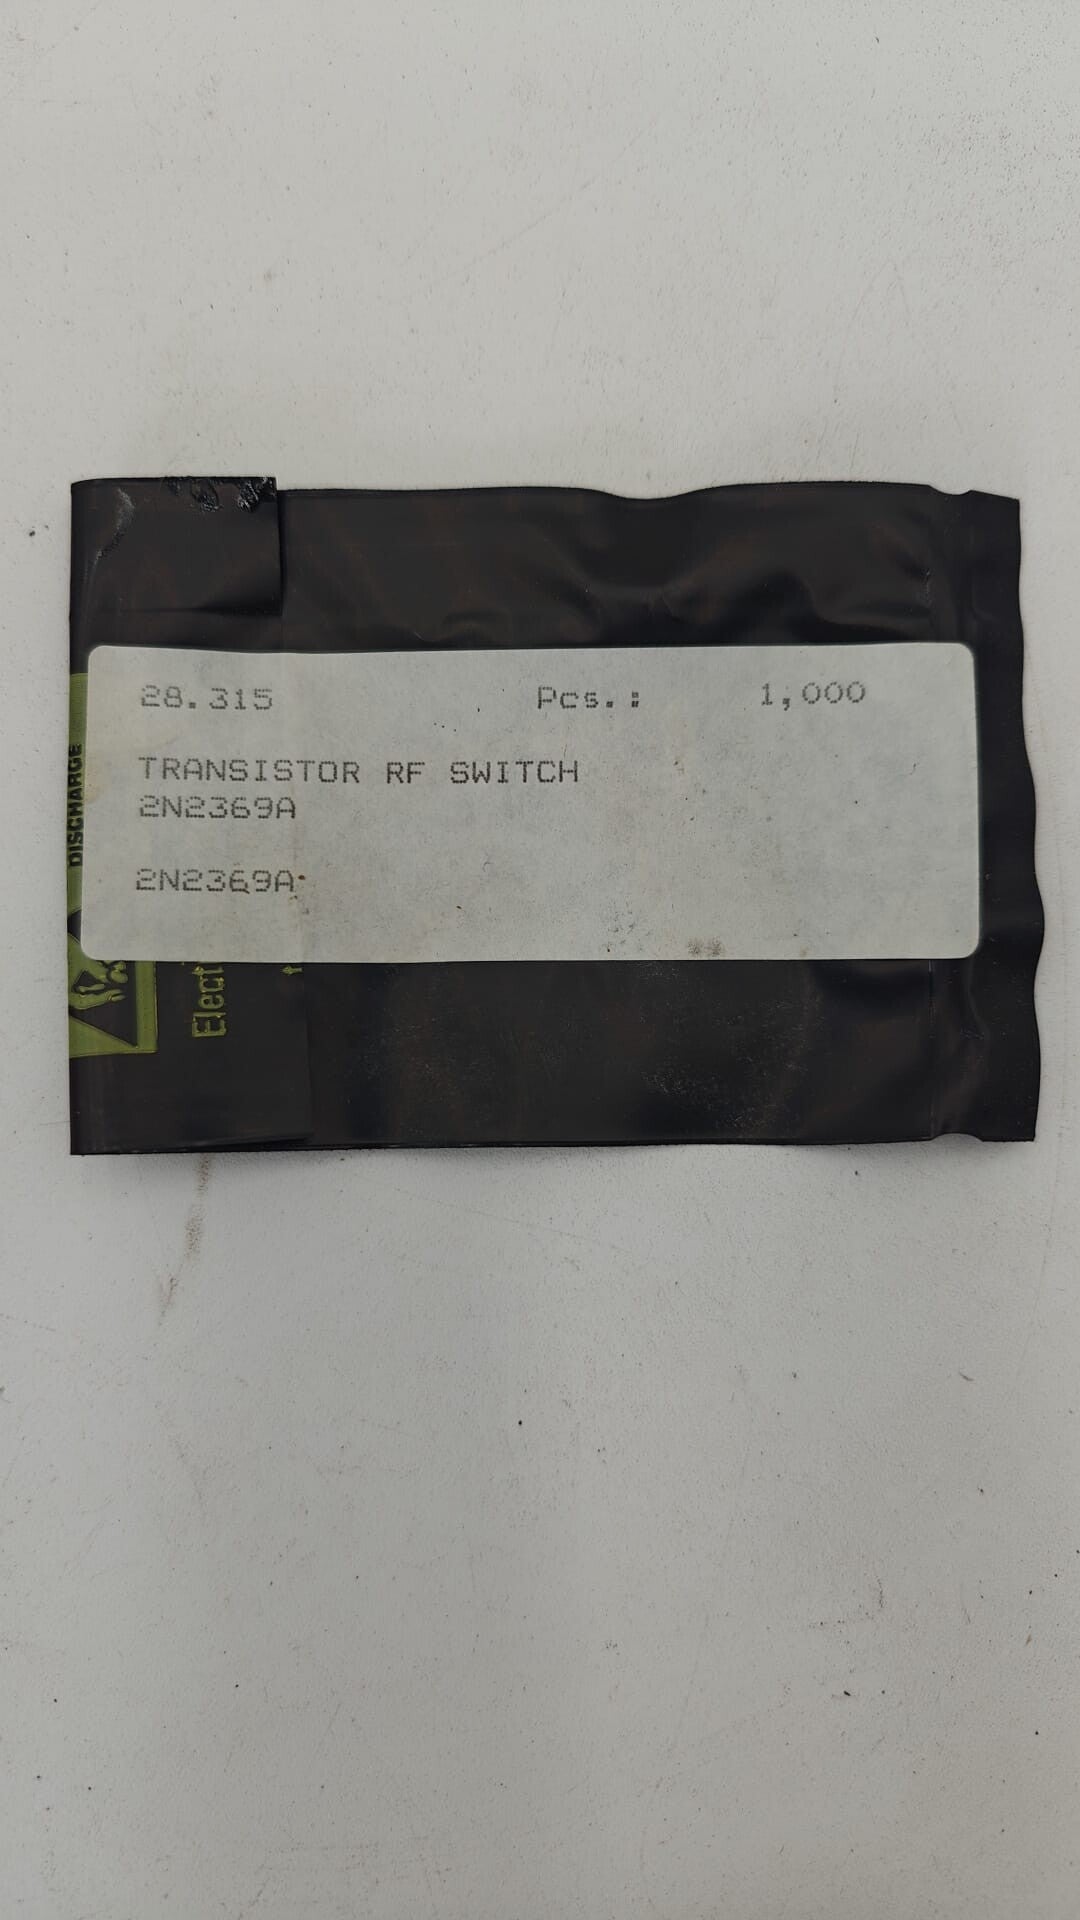 28.315 Pcs.: 1,000
TRANSISTOR RF SWITCH
2N2369A
2N2369A
DISCHARGE